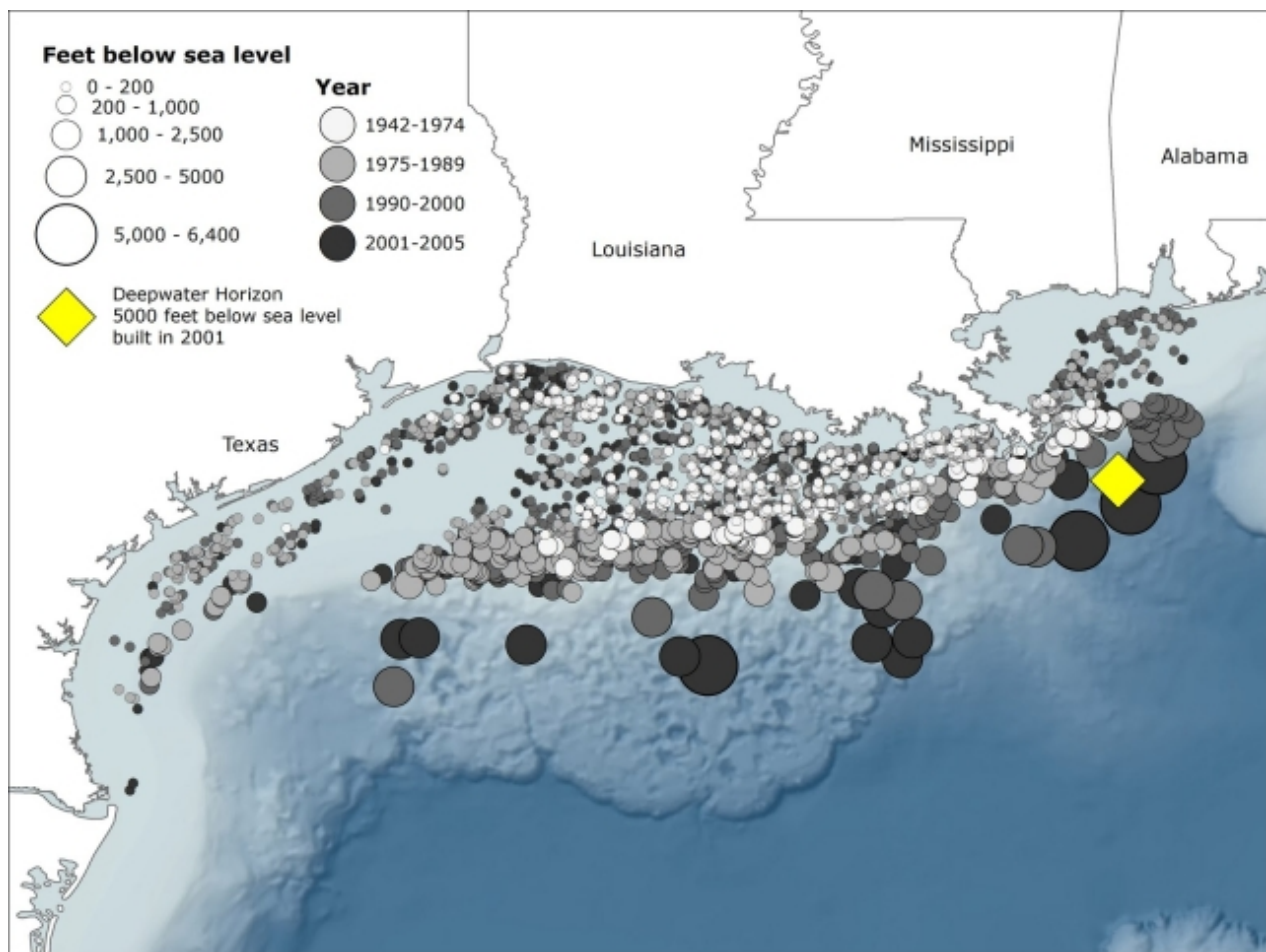 Feet below sea level
0 - 200
200 - 1,000
1,000 - 2,500
2,500 - 5000
5,000 - 6,400
Year
1942-1974
1975-1989
1990-2000
2001-2005
Deepwater Horizon
5000 feet below sea level
built in 2001
Mississippi
Alabama
Louisiana
Texas